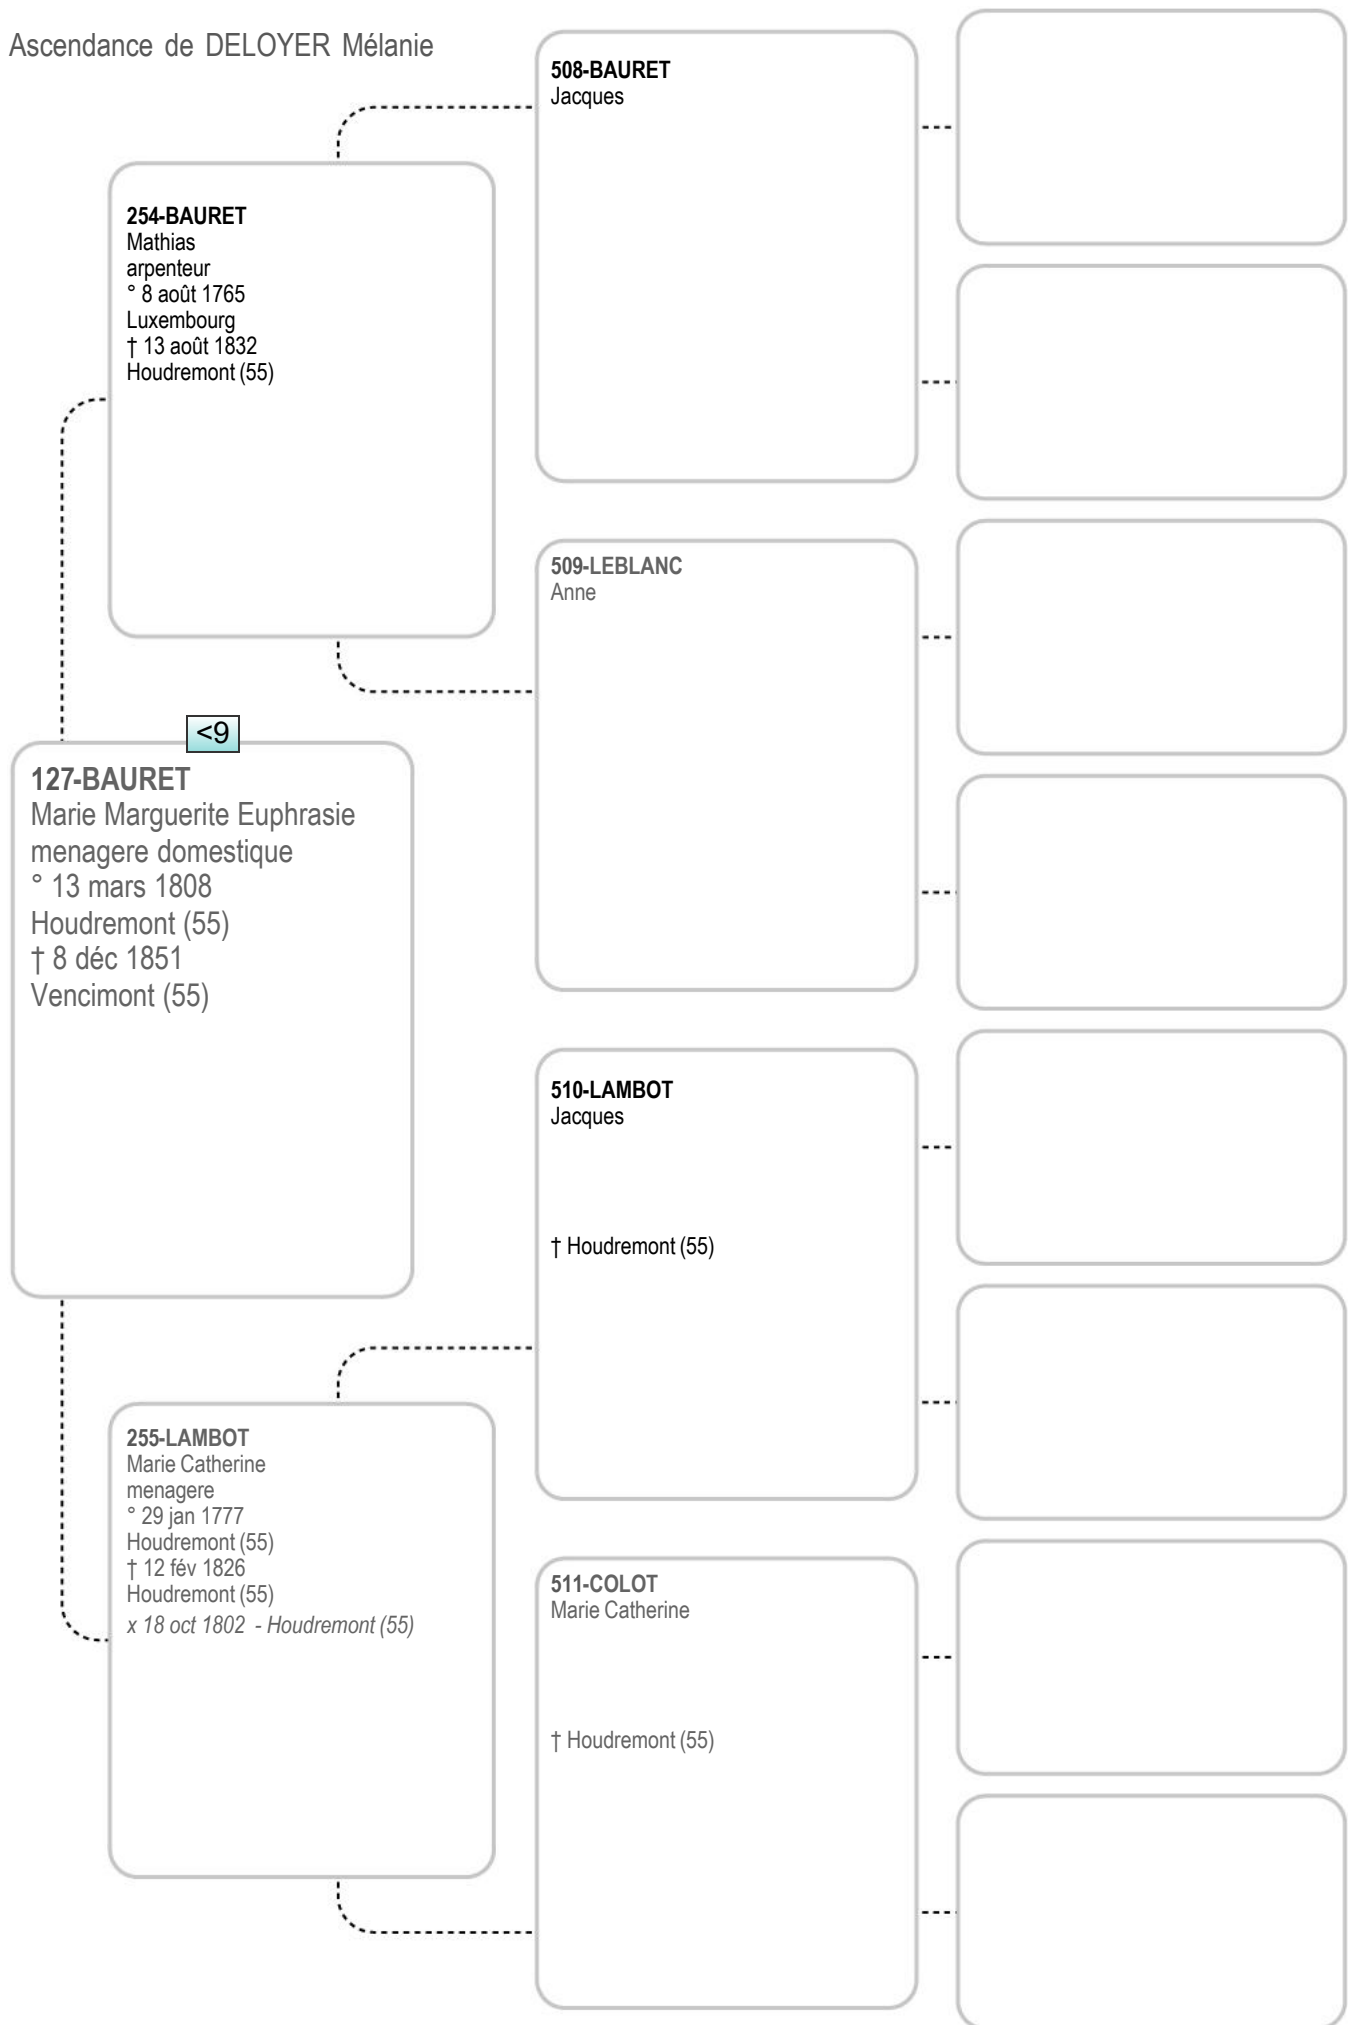 Ascendance de DELOYER Mélanie
508-BAURET
Jacques
254-BAURET
Mathias
arpenteur
° 8 août 1765
Luxembourg
† 13 août 1832
Houdremont (55)
509-LEBLANC
Anne
<9
127-BAURET
Marie Marguerite Euphrasie
menagere domestique
° 13 mars 1808
Houdremont (55)
† 8 déc 1851
Vencimont (55)
510-LAMBOT
Jacques
† Houdremont (55)
255-LAMBOT
Marie Catherine
menagere
° 29 jan 1777
Houdremont (55)
† 12 fév 1826
Houdremont (55)
x 18 oct 1802 - Houdremont (55)
511-COLOT
Marie Catherine
† Houdremont (55)